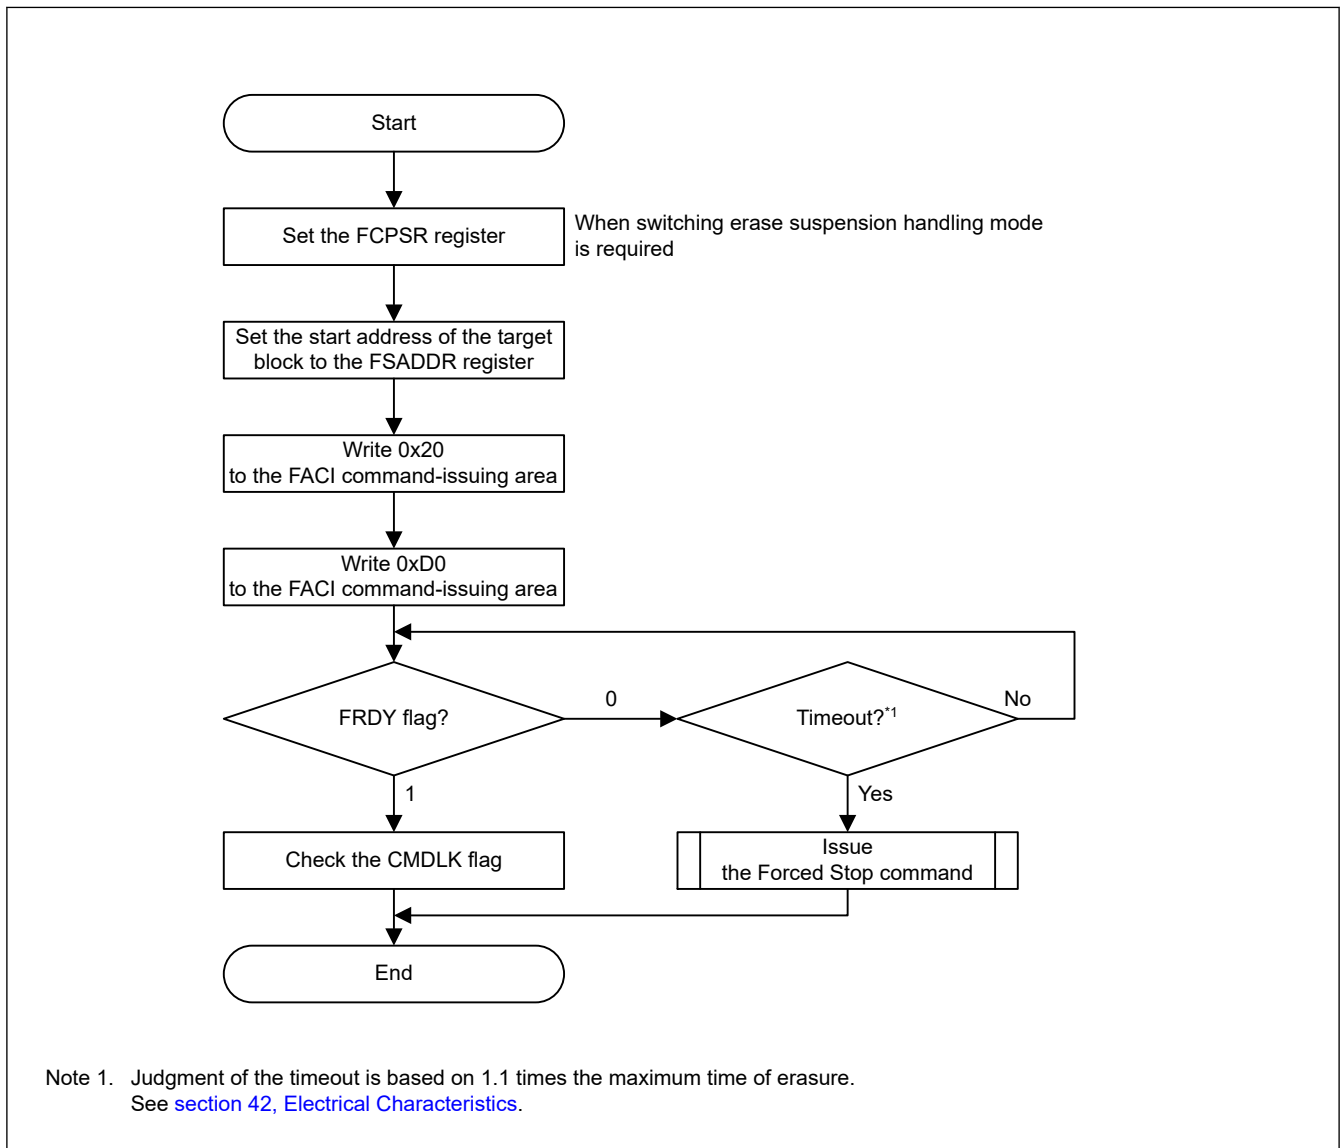 Start
Set the FCPSR register
When switching erase suspension handling mode
is required
Set the start address of the target
block to the FSADDR register
Write 0x20
to the FACI command-issuing area
Write 0xD0
to the FACI command-issuing area
FRDY flag?
0
Timeout?*1
No
1
Yes
Check the CMDLK flag
Issue
the Forced Stop command
End
Note 1. Judgment of the timeout is based on 1.1 times the maximum time of erasure.
See section 42, Electrical Characteristics.